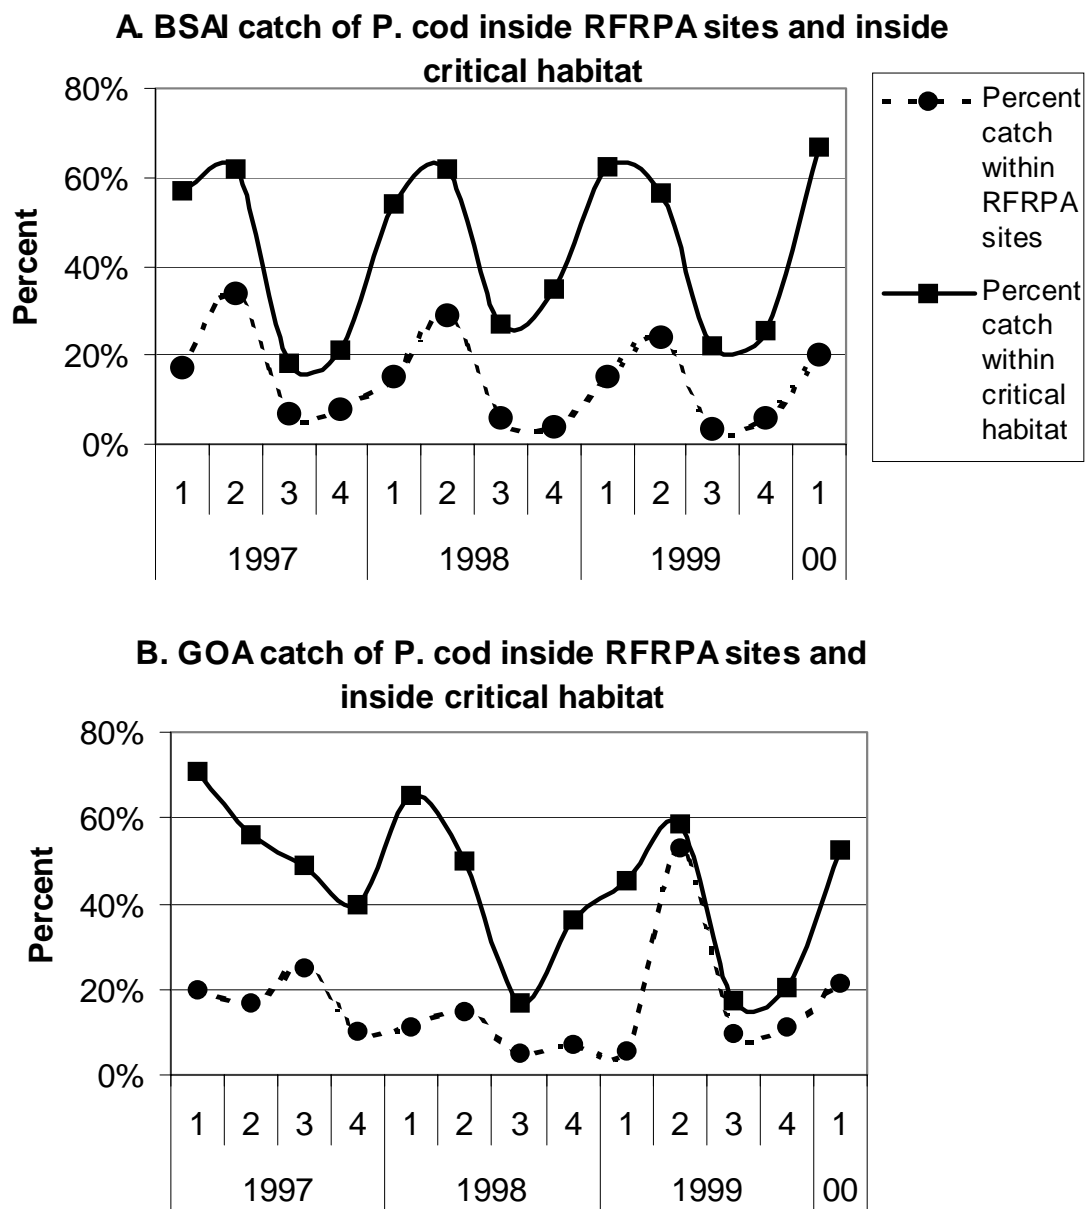 A. BSAI catch of P. cod inside RFRPA sites and inside
critical habitat
80%
60%
40%
20%
0%
Percent
1 2 3 4 1 2 3 4 1 2 3 4 1
1997 1998 1999 00
Percent
catch
within
RFRPA
sites
Percent
catch
within
critical
habitat
B. GOA catch of P. cod inside RFRPA sites and
inside critical habitat
80%
60%
40%
20%
0%
Percent
1 2 3 4 1 2 3 4 1 2 3 4 1
1997 1998 1999 00